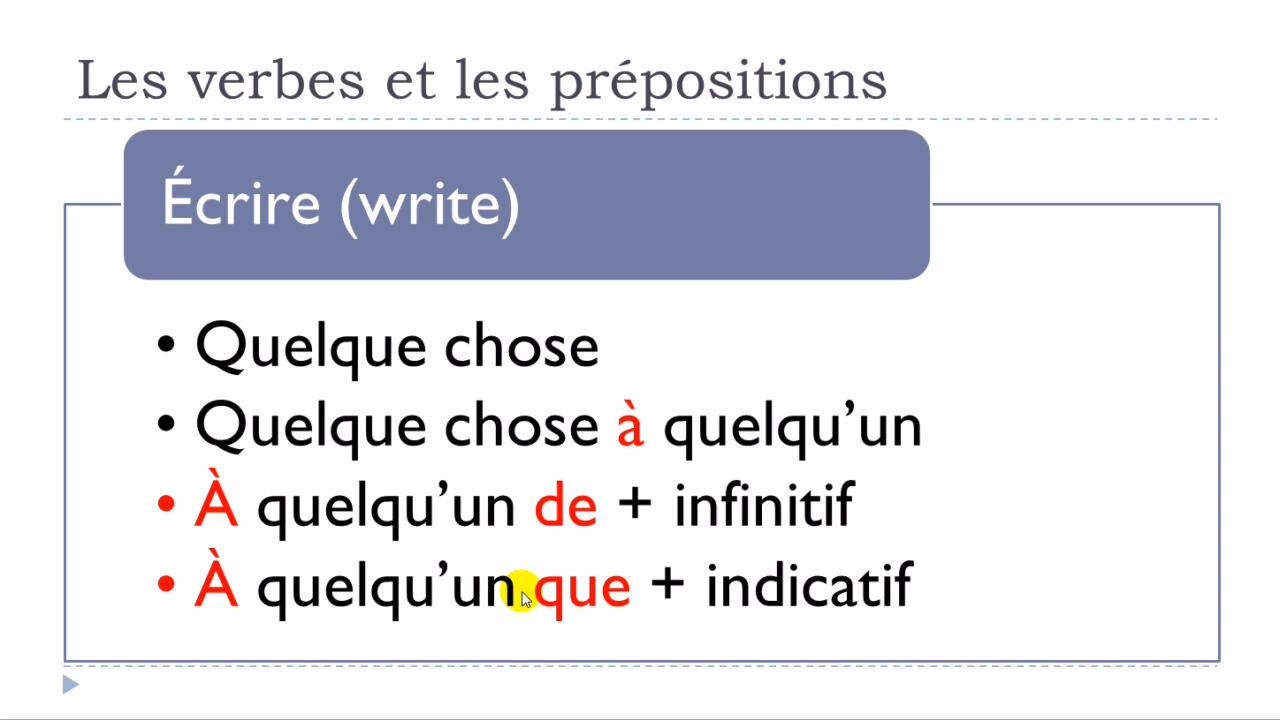 Les verbes et les prépositions
Écrire (write)
• Quelque chose
• Quelque chose à quelqu’un
• À quelqu’un de + infinitif
• À quelqu’un que + indicatif